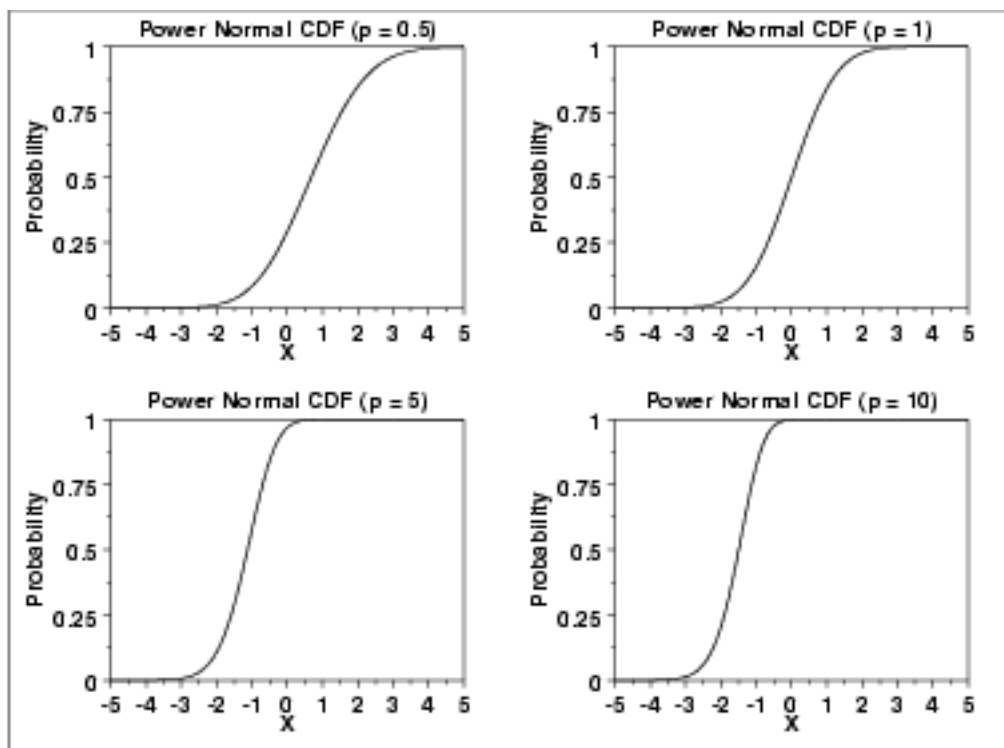 Power Normal CDF (p = 0.5)
1
0.75
0.5
0.25
0
Probability
-5 -4 -3 -2 -1 0 1 2 3 4 5
X
Power Normal CDF (p = 1)
1
0.75
0.5
0.25
0
Probability
-5 -4 -3 -2 -1 0 1 2 3 4 5
X
Power Normal CDF (p = 5)
1
0.75
0.5
0.25
0
Probability
-5 -4 -3 -2 -1 0 1 2 3 4 5
X
Power Normal CDF (p = 10)
1
0.75
0.5
0.25
0
Probability
-5 -4 -3 -2 -1 0 1 2 3 4 5
X